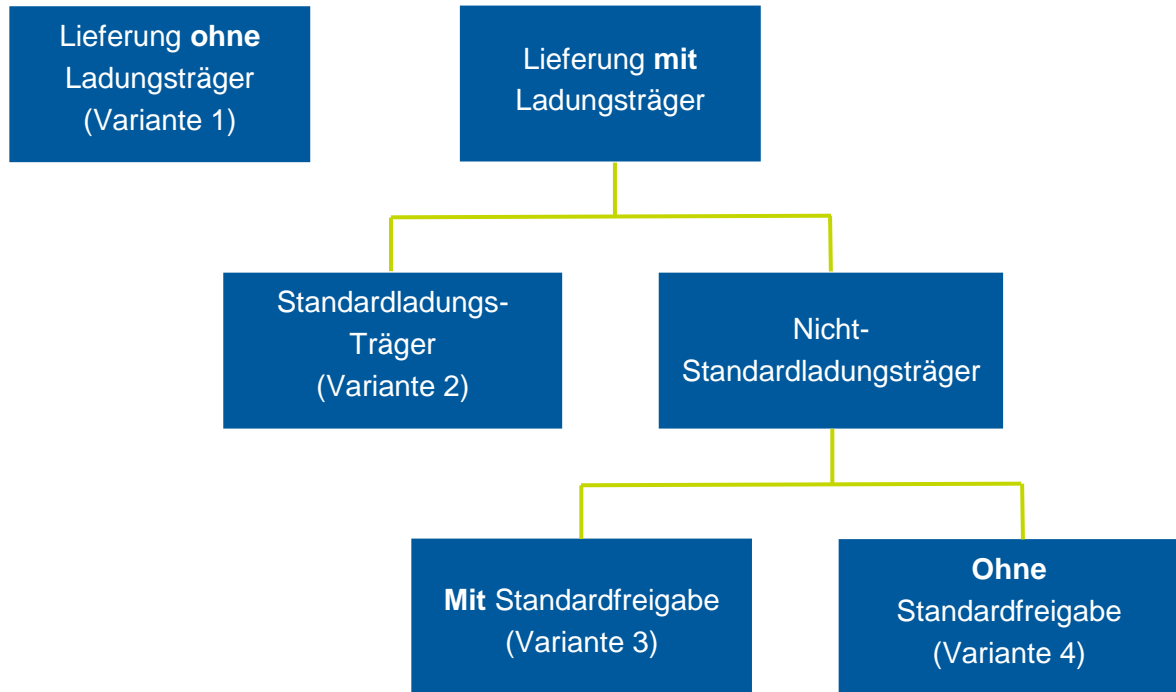 Lieferung ohne
Ladungsträger
(Variante 1)
Lieferung mit
Ladungsträger
Standardladungs-
Träger
(Variante 2)
Nicht-
Standardladungsträger
Mit Standardfreigabe
(Variante 3)
Ohne
Standardfreigabe
(Variante 4)